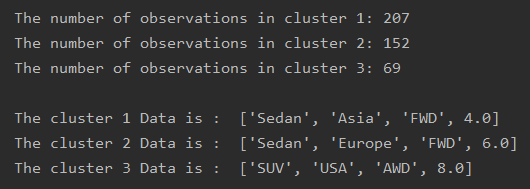 The number of observations in cluster 1: 207
The number of observations in cluster 2: 152
The number of observations in cluster 3: 69
The cluster 1 Data is :  ['Sedan', 'Asia', 'FWD', 4.0]
The cluster 2 Data is :  ['Sedan', 'Europe', 'FWD', 6.0]
The cluster 3 Data is :  ['SUV', 'USA', 'AWD', 8.0]